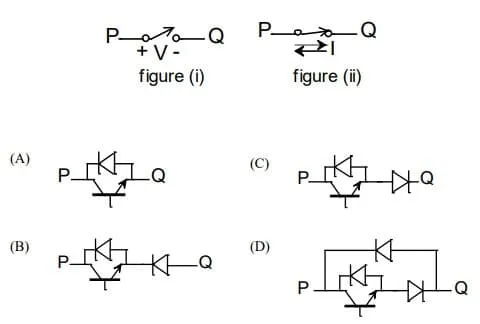 P Q P Q
+ V - I
figure (i) figure (ii)
(A) P Q (C) P Q
(B) P Q (D) P Q